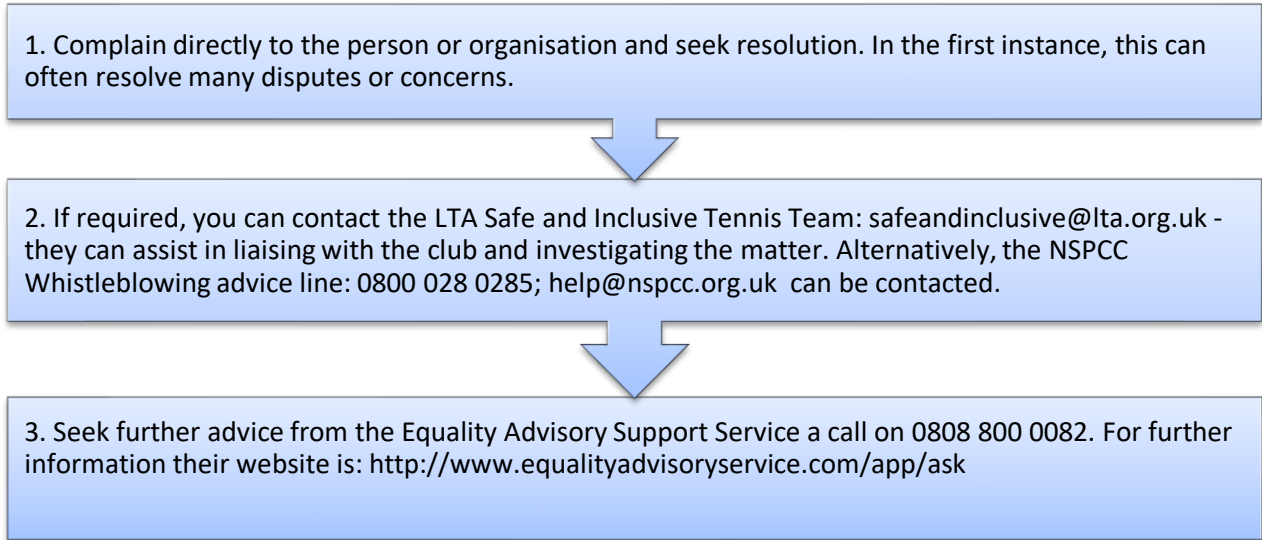 1. Complain directly to the person or organisation and seek resolution. In the first instance, this can
often resolve many disputes or concerns.
2. If required, you can contact the LTA Safe and Inclusive Tennis Team: safeandinclusive@lta.org.uk -
they can assist in liaising with the club and investigating the matter. Alternatively, the NSPCC
Whistleblowing advice line: 0800 028 0285; help@nspcc.org.uk  can be contacted.
3. Seek further advice from the Equality Advisory Support Service a call on 0808 800 0082. For further
information their website is: http://www.equalityadvisoryservice.com/app/ask